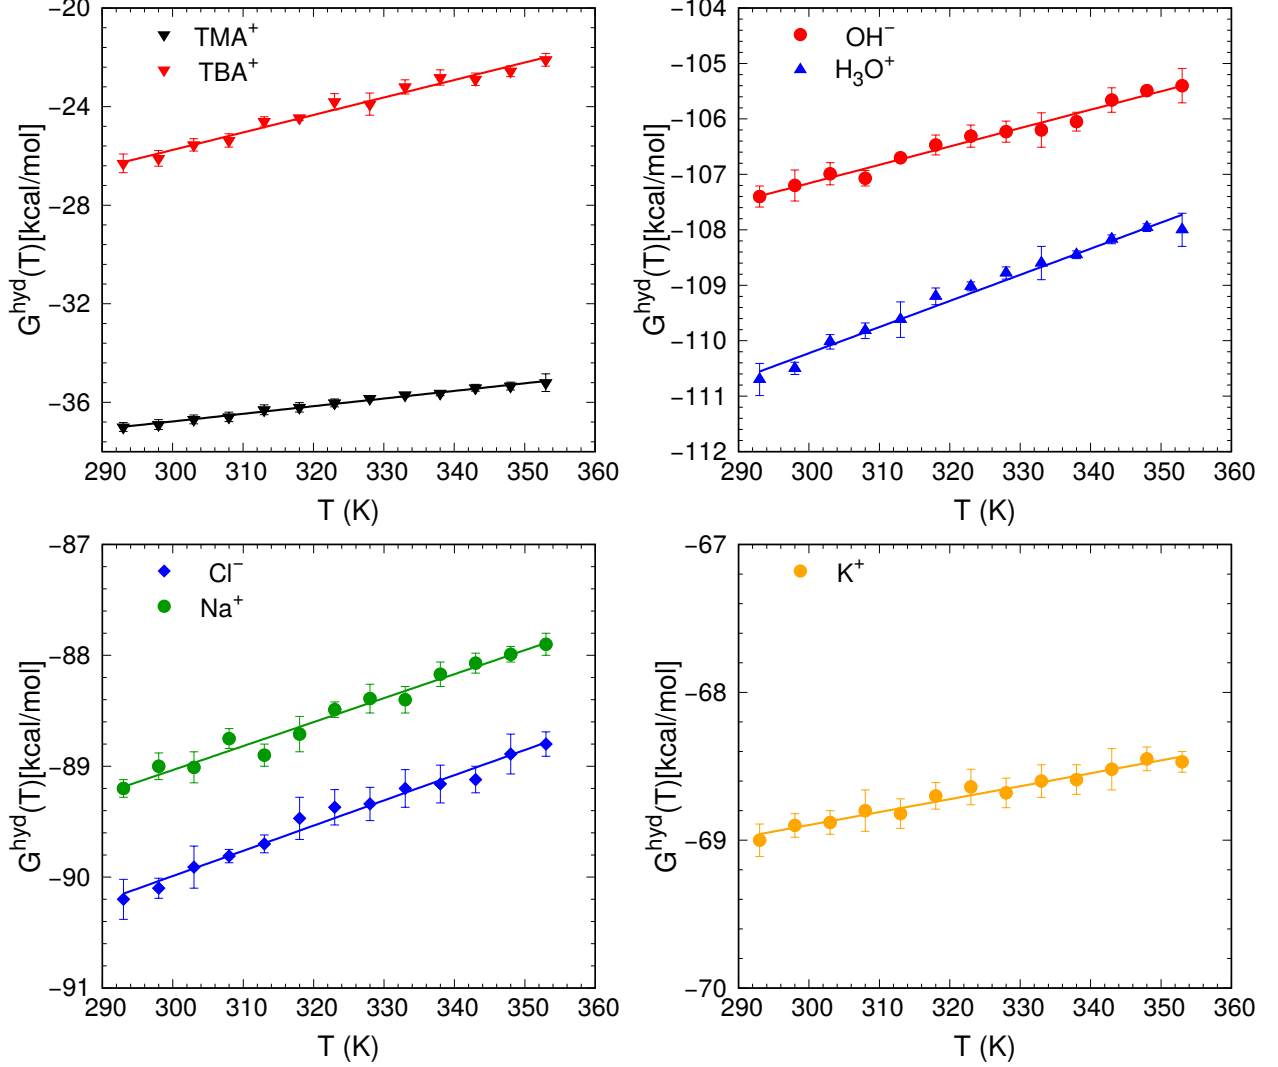 TMA⁺
TBA⁺
−20
−24
−28
−32
−36
290 300 310 320 330 340 350 360
G^hyd(T)[kcal/mol]
T (K)
OH⁻
H₃O⁺
−104
−105
−106
−107
−108
−109
−110
−111
−112
290 300 310 320 330 340 350 360
G^hyd(T)[kcal/mol]
T (K)
Cl⁻
Na⁺
−87
−88
−89
−90
−91
290 300 310 320 330 340 350 360
G^hyd(T)[kcal/mol]
T (K)
K⁺
−67
−68
−69
−70
290 300 310 320 330 340 350 360
G^hyd(T)[kcal/mol]
T (K)